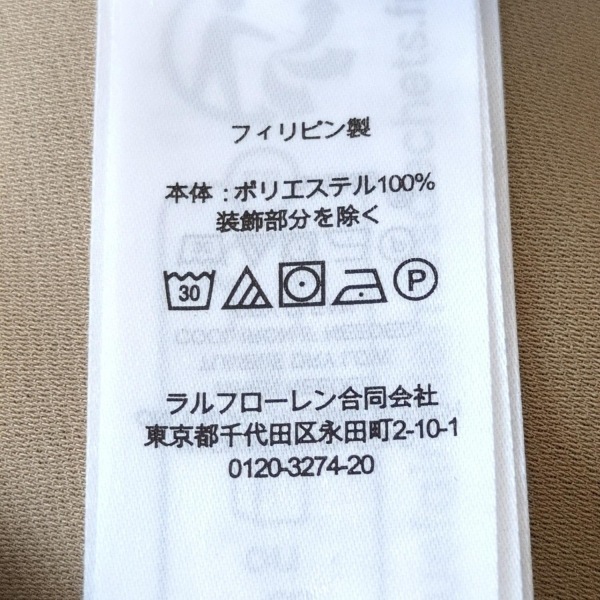 フィリピン製
本体：ポリエステル100%
装飾部分を除く
30 P
ラルフローレン合同会社
東京都千代田区永田町2-10-1
0120-3274-20